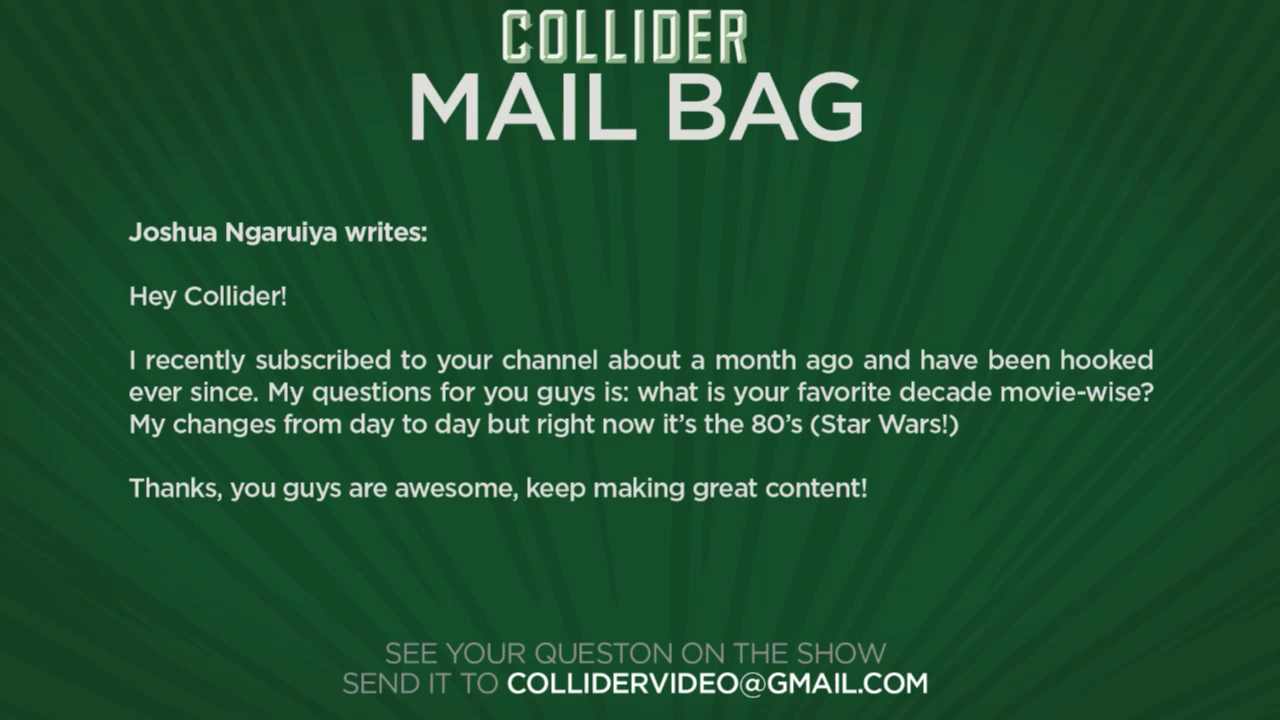 COLLIDER
MAIL BAG
Joshua Ngaruiya writes:
Hey Collider!
I recently subscribed to your channel about a month ago and have been hooked
ever since. My questions for you guys is: what is your favorite decade movie-wise?
My changes from day to day but right now it’s the 80’s (Star Wars!)
Thanks, you guys are awesome, keep making great content!
SEE YOUR QUESTON ON THE SHOW
SEND IT TO COLLIDERVIDEO@GMAIL.COM